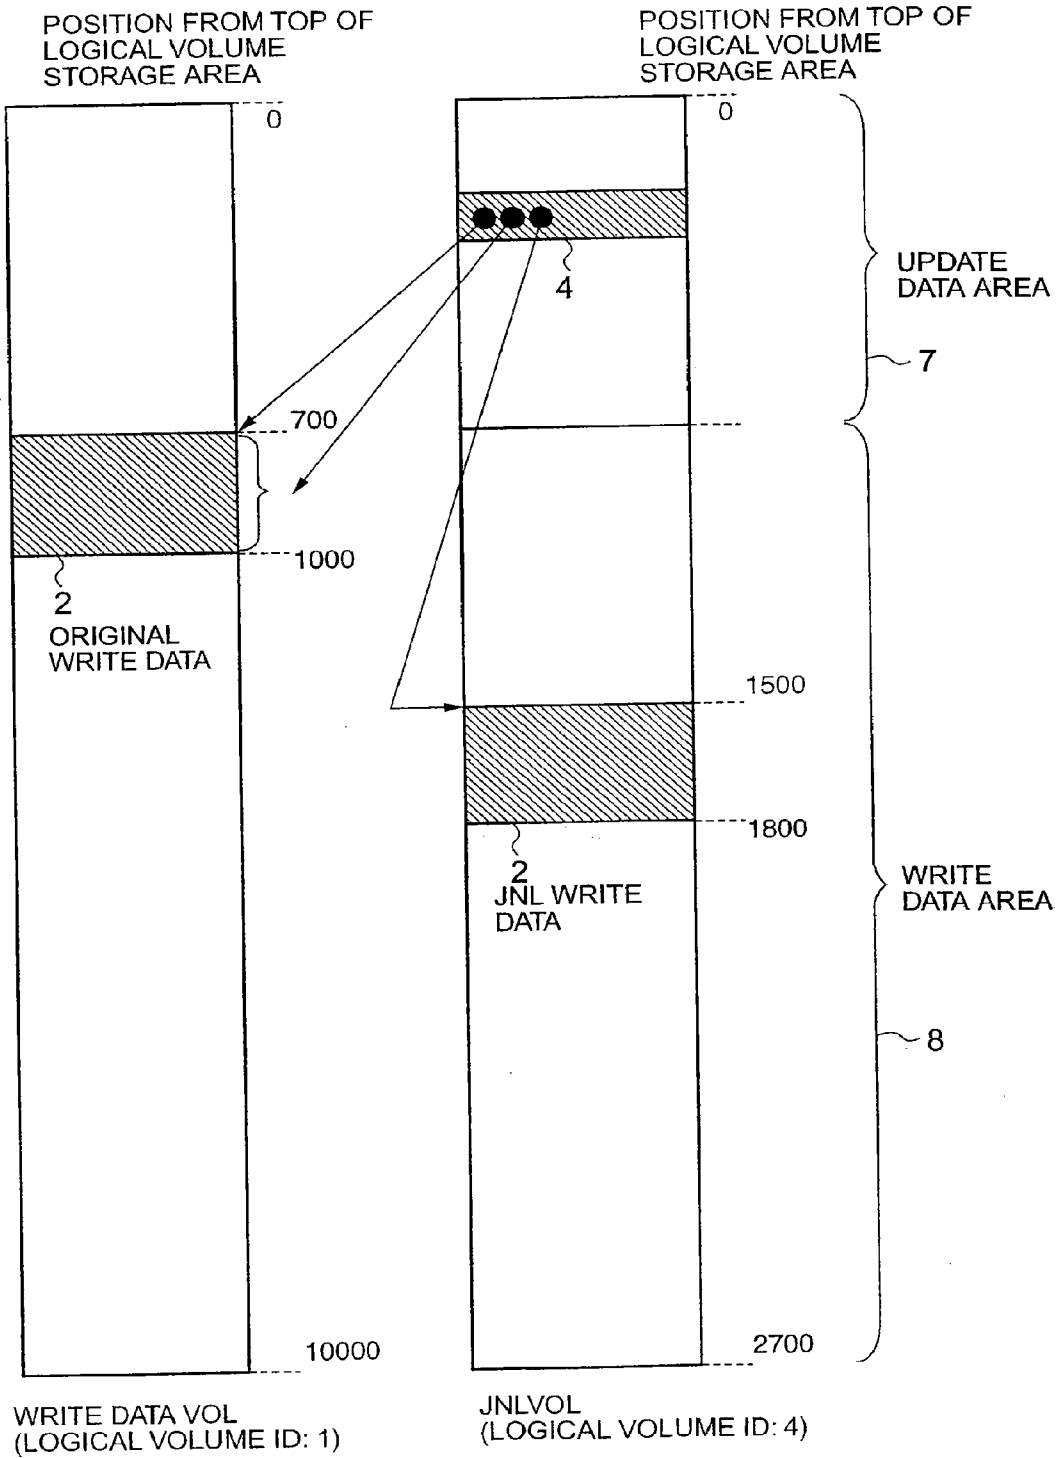 POSITION FROM TOP OF
LOGICAL VOLUME
STORAGE AREA
POSITION FROM TOP OF
LOGICAL VOLUME
STORAGE AREA
0
0
4
UPDATE
DATA AREA
7
700
1000
2
ORIGINAL
WRITE DATA
1500
1800
2
JNL WRITE
DATA
WRITE
DATA AREA
8
10000
2700
WRITE DATA VOL
(LOGICAL VOLUME ID: 1)
JNLVOL
(LOGICAL VOLUME ID: 4)